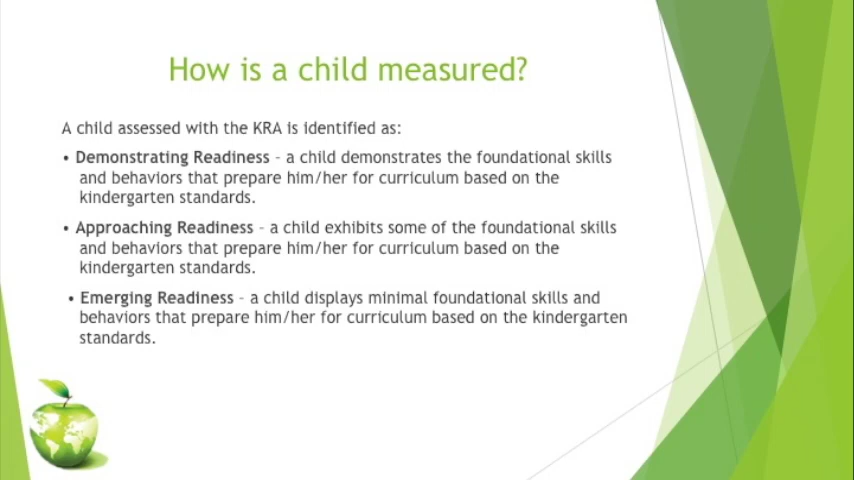 How is a child measured?
A child assessed with the KRA is identified as:
• Demonstrating Readiness – a child demonstrates the foundational skills
and behaviors that prepare him/her for curriculum based on the
kindergarten standards.
• Approaching Readiness – a child exhibits some of the foundational skills
and behaviors that prepare him/her for curriculum based on the
kindergarten standards.
• Emerging Readiness – a child displays minimal foundational skills and
behaviors that prepare him/her for curriculum based on the kindergarten
standards.